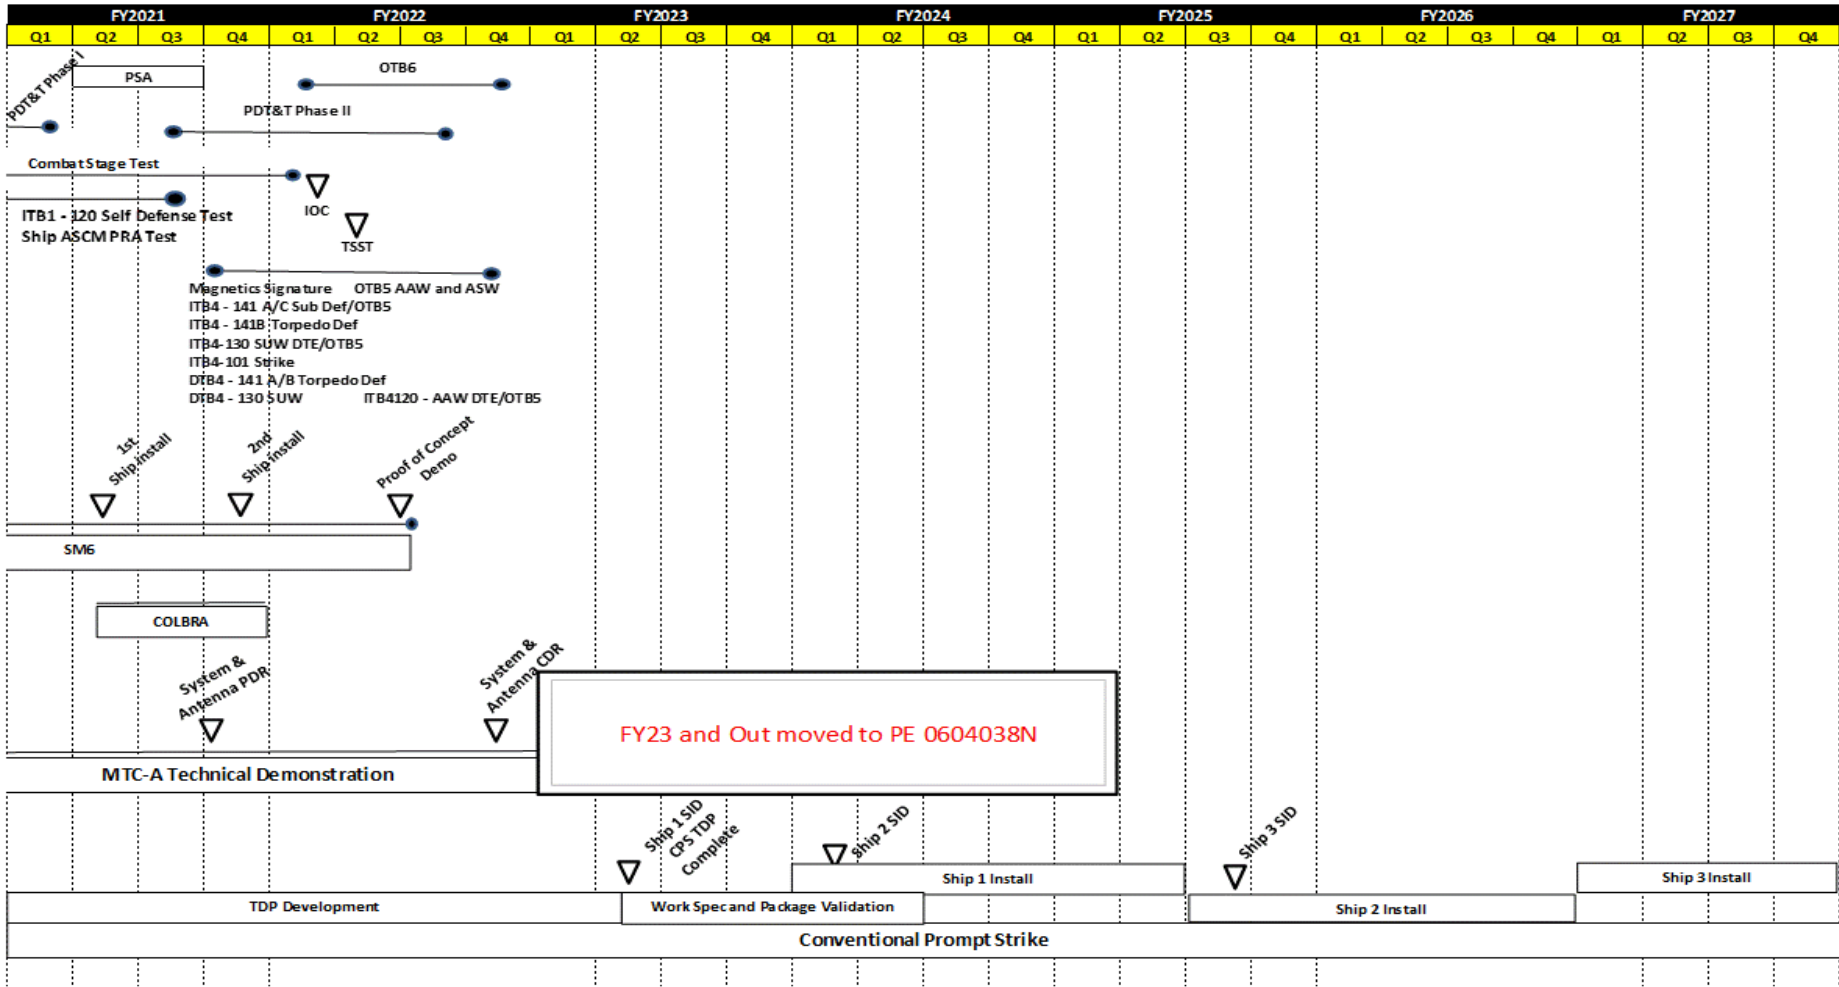 FY2021 FY2022 FY2023 FY2024 FY2025 FY2026 FY2027
Q1 Q2 Q3 Q4 Q1 Q2 Q3 Q4 Q1 Q2 Q3 Q4 Q1 Q2 Q3 Q4 Q1 Q2 Q3 Q4 Q1 Q2 Q3 Q4 Q1 Q2 Q3 Q4
PDT&T Phase I
PSA
OTB6
PDT&T Phase II
Combat Stage Test
IOC
ITB1 - 120 Self Defense Test
Ship ASCM PRA Test
TSST
Magnetics Signature OTB5 AAW and ASW
ITB4 - 141 A/C Sub Def/OTB5
ITB4 - 141B Torpedo Def
ITB4-130 SUW DTE/OTB5
ITB4-101 Strike
DTB4 - 141 A/B Torpedo Def
DTB4 - 130 SUW ITB4120 - AAW DTE/OTB5
1st
Ship install
2nd
Ship install
Proof of Concept
Demo
SM6
COLBRA
System &
Antenna PDR
System &
Antenna CDR
FY23 and Out moved to PE 0604038N
MTC-A Technical Demonstration
Ship 1 SID
CPS TDP
Complete
Ship 2 SID
Ship 3 SID
Ship 1 Install
Ship 3 Install
TDP Development
Work Spec and Package Validation
Ship 2 Install
Conventional Prompt Strike